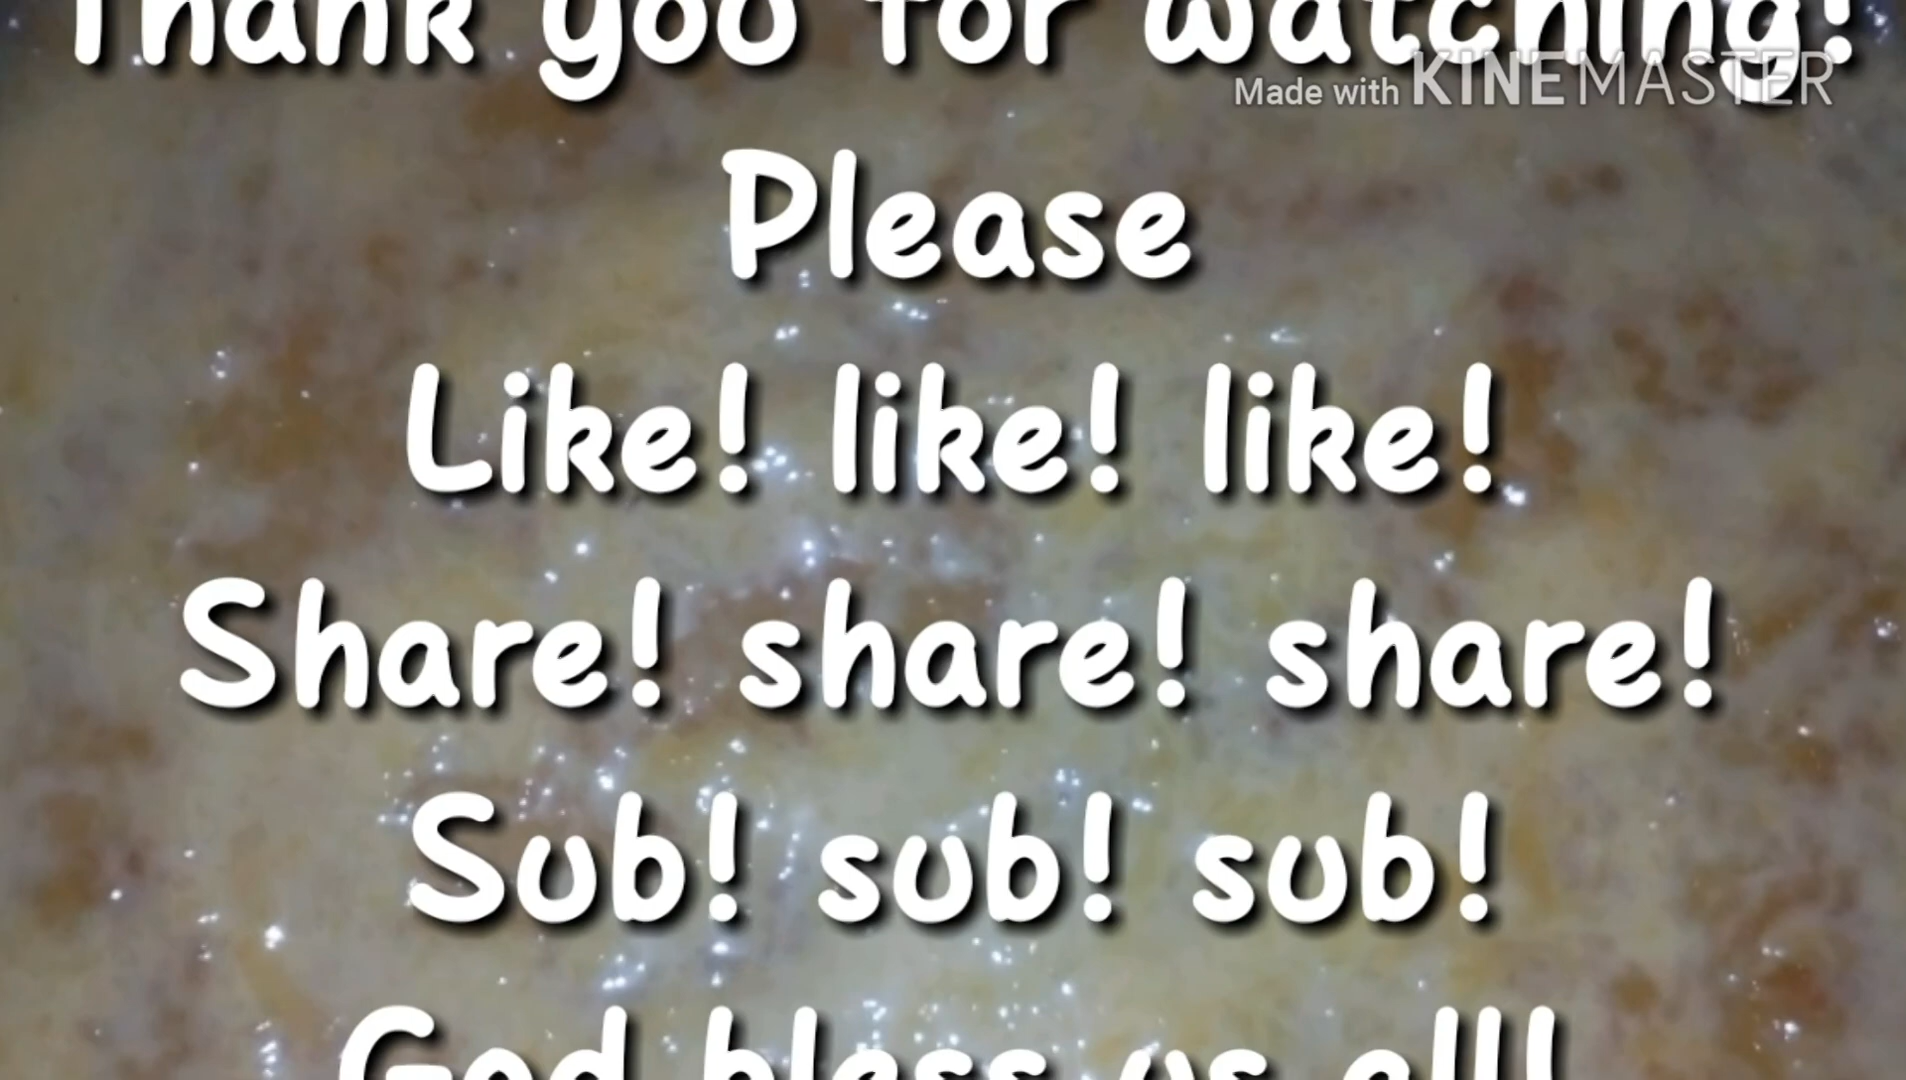 Thank you for watching!
Made with KINEMASTER
Please
Like! like! like!
Share! share! share!
Sub! sub! sub!
God bless us all!